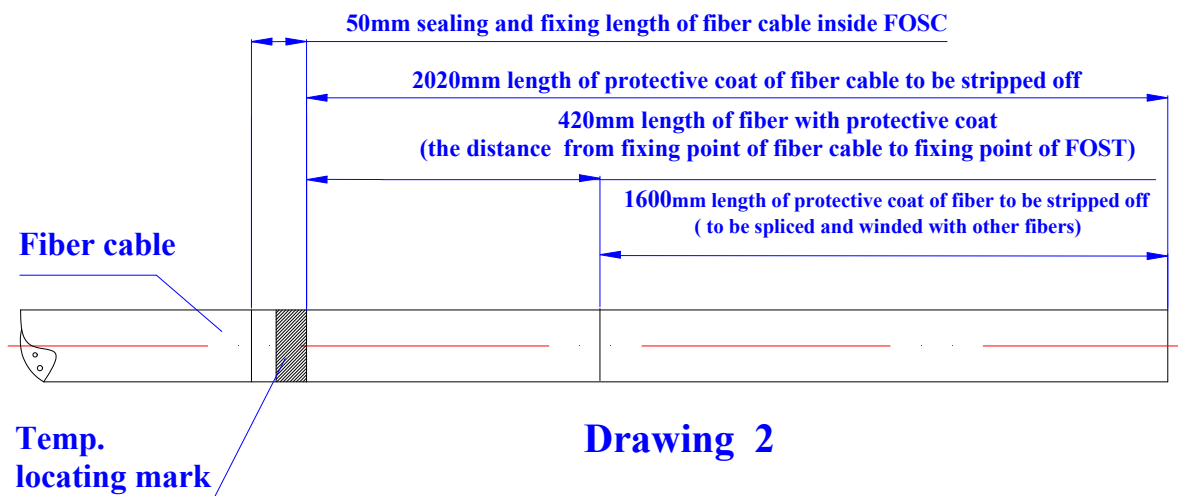 50mm sealing and fixing length of fiber cable inside FOSC
2020mm length of protective coat of fiber cable to be stripped off
420mm length of fiber with protective coat
(the distance from fixing point of fiber cable to fixing point of FOST)
1600mm length of protective coat of fiber to be stripped off
( to be spliced and winded with other fibers)
Fiber cable
Temp.
locating mark
Drawing 2